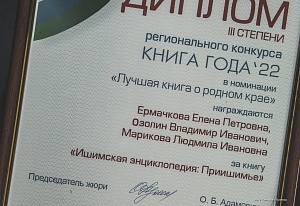 ДИПЛОМ
III СТЕПЕНИ
регионального конкурса
КНИГА ГОДА '22
в номинации
«Лучшая книга о родном крае»
награждаются
Ермачкова Елена Петровна,
Озолин Владимир Иванович,
Марикова Людмила Ивановна
за книгу
«Ишимская энциклопедия: Приишимье»
Председатель жюри
О. Б. Адамович